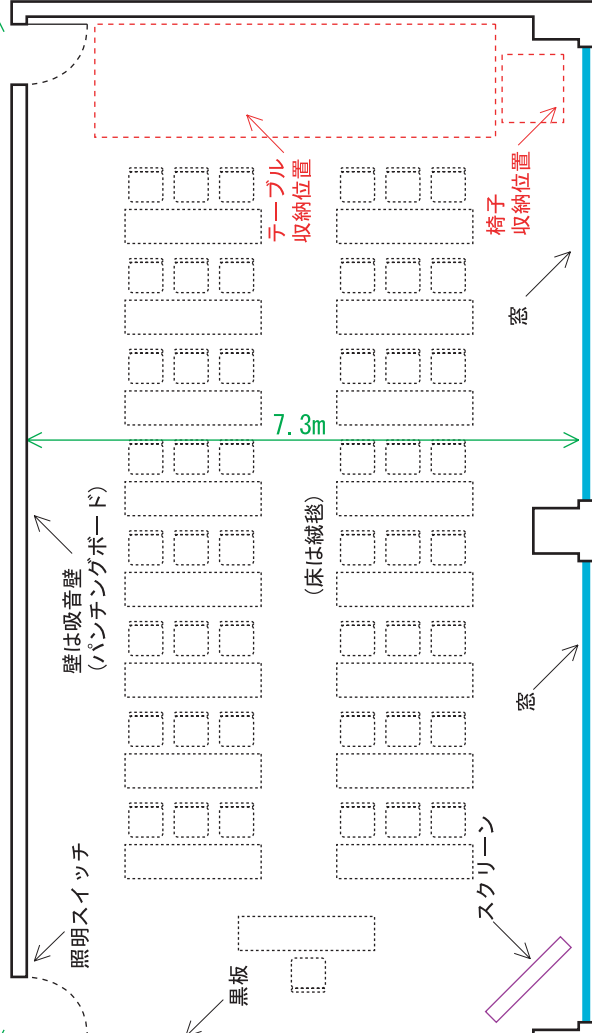 テーブル
収納位置
椅子
収納位置
窓
7.3m
壁は吸音壁
(パンチングボード)
(床は絨毯)
窓
照明スイッチ
スクリーン
黒板